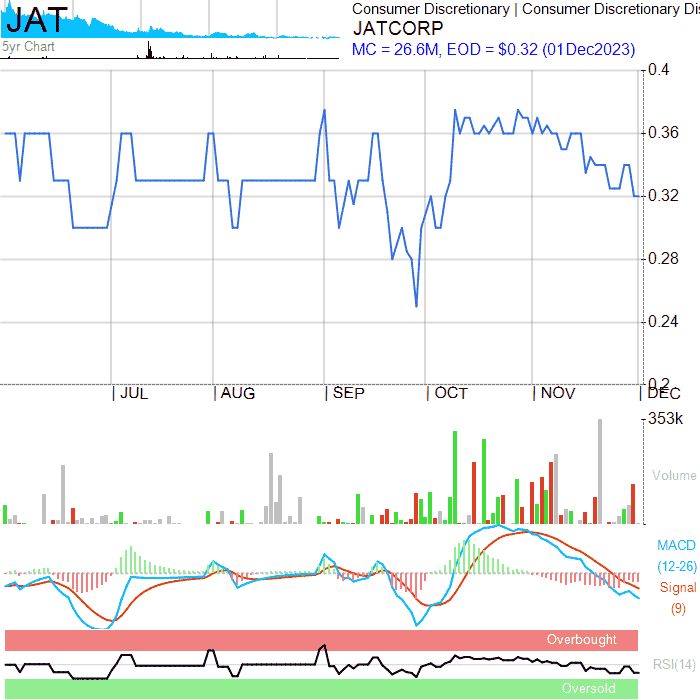 JAT
5yr Chart
Consumer Discretionary | Consumer Discretionary Di
JATCORP
MC = 26.6M, EOD = $0.32 (01Dec2023)
0.4
0.36
0.32
0.28
0.24
0.2
JUL
AUG
SEP
OCT
NOV
DEC
353k
Volume
MACD
(12-26)
Signal
(9)
Overbought
RSI(14)
Oversold